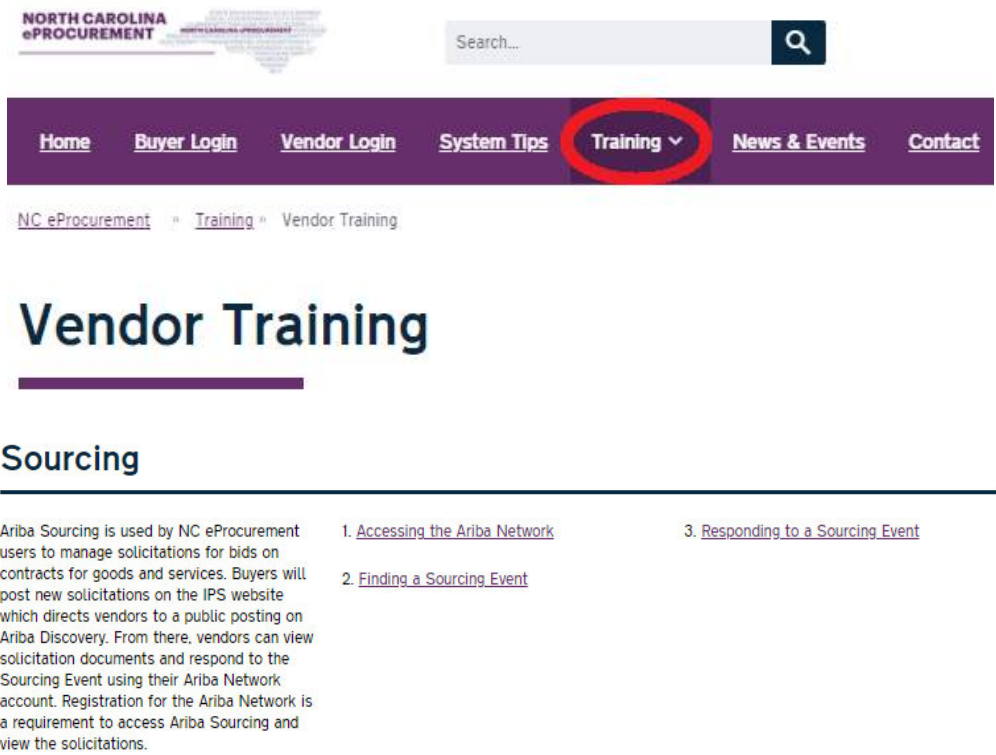 NORTH CAROLINA
ePROCUREMENT
NORTH CAROLINA ePROCUREMENT
Search...
Home Buyer Login Vendor Login System Tips Training News & Events Contact
NC eProcurement » Training » Vendor Training
Vendor Training
Sourcing
Ariba Sourcing is used by NC eProcurement
users to manage solicitations for bids on
contracts for goods and services. Buyers will
post new solicitations on the IPS website
which directs vendors to a public posting on
Ariba Discovery. From there, vendors can view
solicitation documents and respond to the
Sourcing Event using their Ariba Network
account. Registration for the Ariba Network is
a requirement to access Ariba Sourcing and
view the solicitations.
1. Accessing the Ariba Network
2. Finding a Sourcing Event
3. Responding to a Sourcing Event